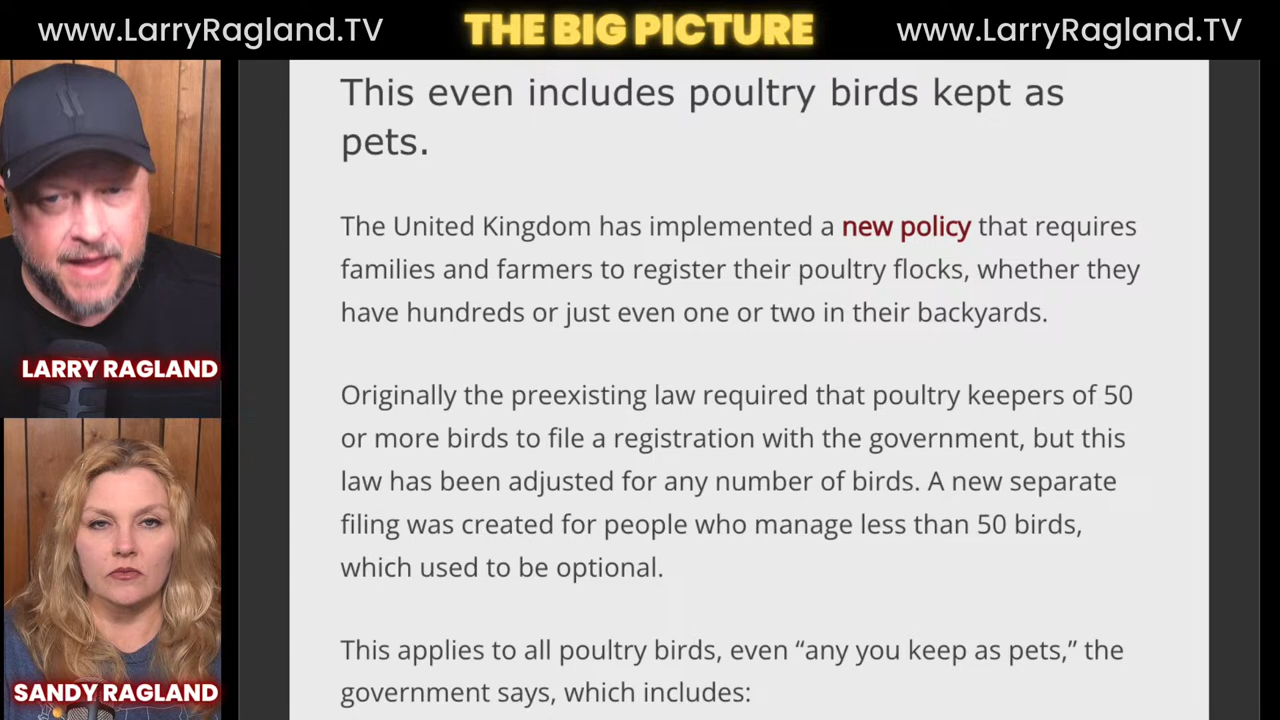 www.LarryRagland.TV
THE BIG PICTURE
www.LarryRagland.TV
This even includes poultry birds kept as
pets.
The United Kingdom has implemented a new policy that requires
families and farmers to register their poultry flocks, whether they
have hundreds or just even one or two in their backyards.
Originally the preexisting law required that poultry keepers of 50
or more birds to file a registration with the government, but this
law has been adjusted for any number of birds. A new separate
filing was created for people who manage less than 50 birds,
which used to be optional.
This applies to all poultry birds, even “any you keep as pets,” the
government says, which includes:
LARRY RAGLAND
SANDY RAGLAND